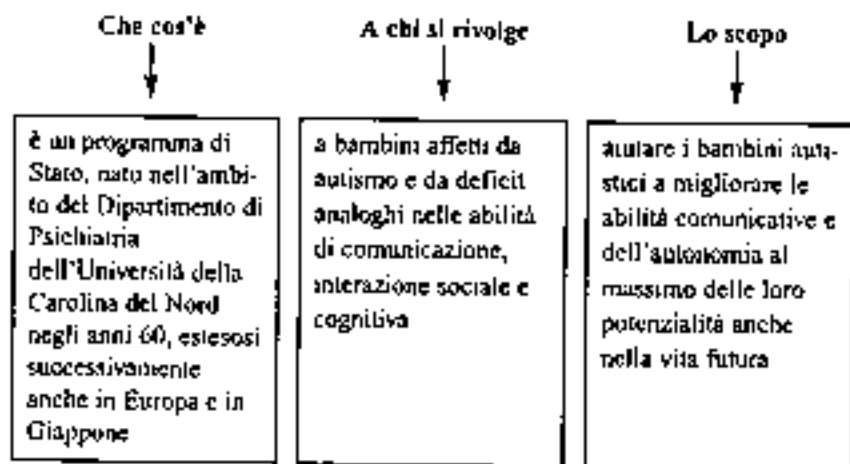 Che cos'è
è un programma di
Stato, nato nell'ambi-
to del Dipartimento di
Psichiatria
dell'Università della
Carolina del Nord
negli anni 60, estesosi
successivamente
anche in Europa e in
Giappone
A chi si rivolge
a bambini affetti da
autismo e da deficit
analoghi nelle abilità
di comunicazione,
interazione sociale e
cognitiva
Lo scopo
aiutare i bambini auti-
stici a migliorare le
abilità comunicative e
dell'autonomia al
massimo delle loro
potenzialità anche
nella vita futura